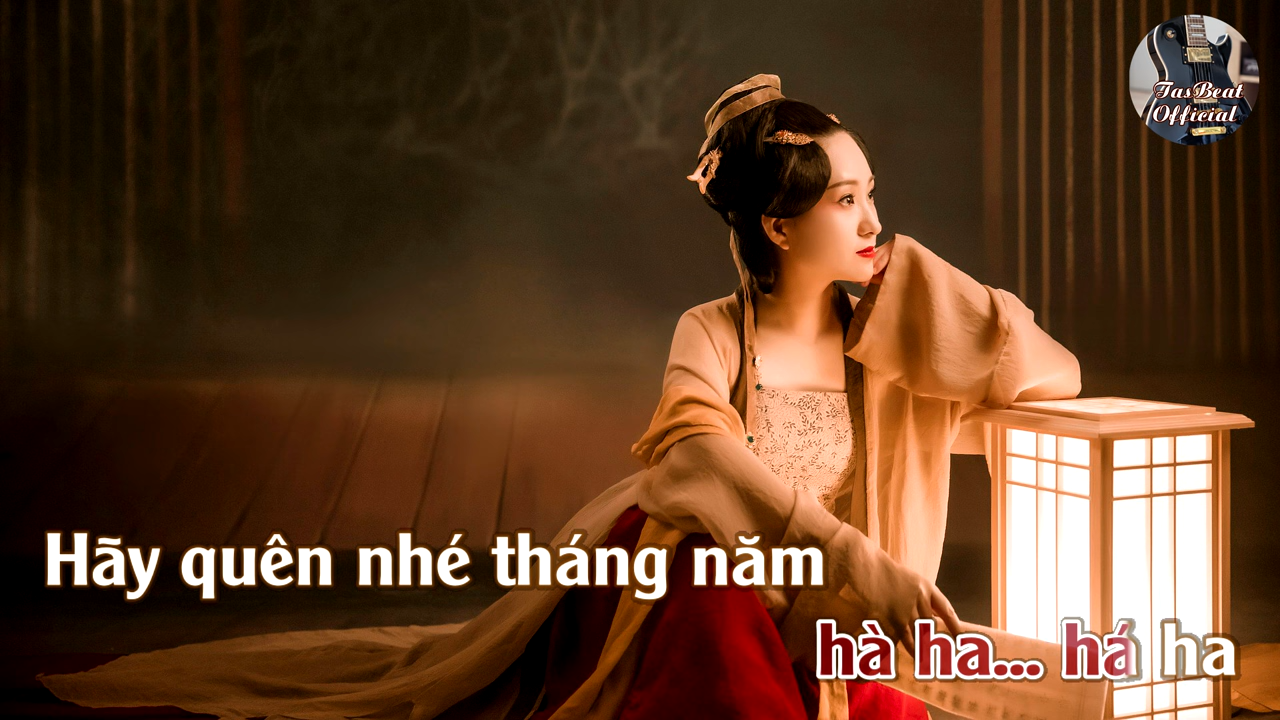 TasBeat
Official
Hãy quên nhé tháng năm
hà ha... há ha